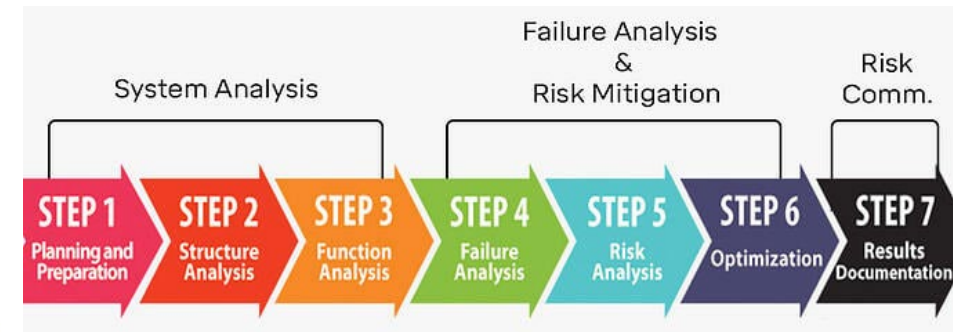 System Analysis
Failure Analysis
&
Risk Mitigation
Risk
Comm.
STEP 1
Planning and
Preparation
STEP 2
Structure
Analysis
STEP 3
Function
Analysis
STEP 4
Failure
Analysis
STEP 5
Risk
Analysis
STEP 6
Optimization
STEP 7
Results
Documentation